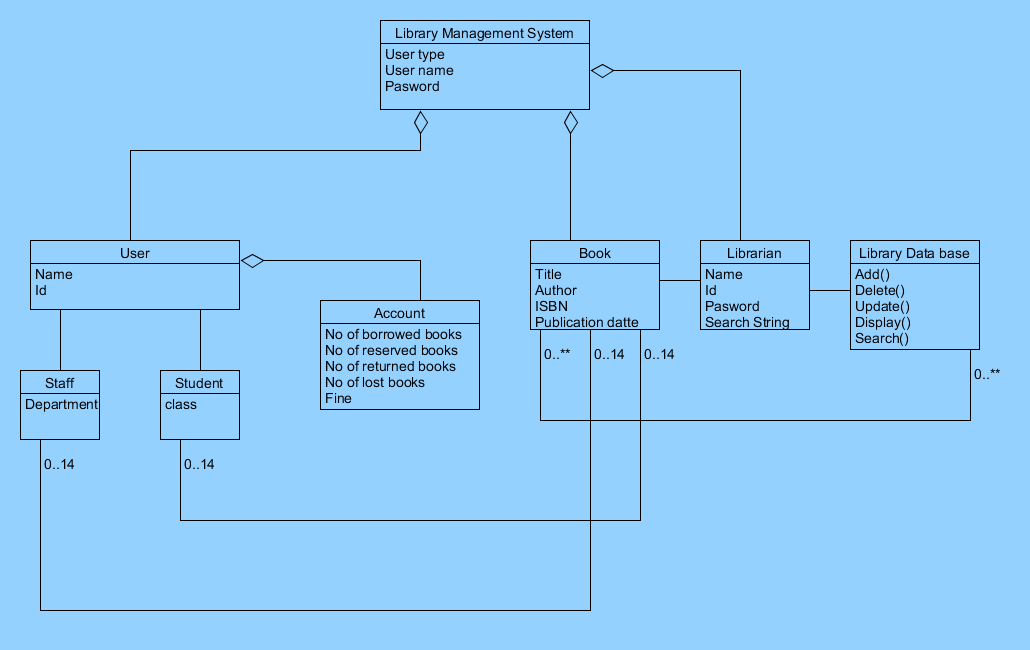 Library Management System
User type
User name
Pasword
User
Name
Id
Account
No of borrowed books
No of reserved books
No of returned books
No of lost books
Fine
Book
Title
Author
ISBN
Publication datte
Librarian
Name
Id
Pasword
Search String
Library Data base
Add()
Delete()
Update()
Display()
Search()
0..**
0..14
0..14
0..**
Staff
Department
Student
class
0..14
0..14